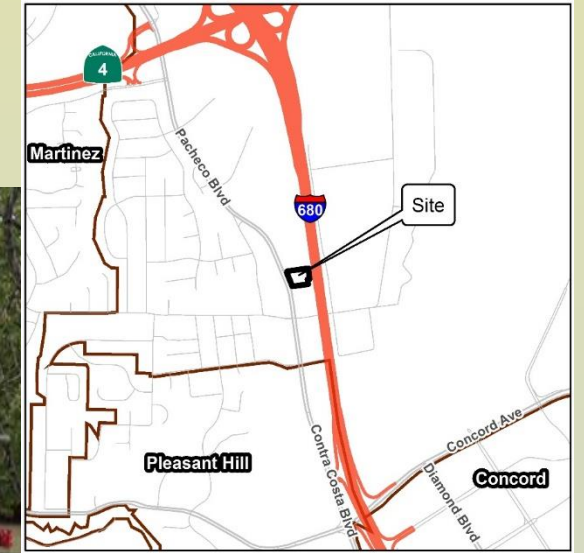 CALIFORNIA
4
Martinez
Pacheco Blvd
680
Site
Pleasant Hill
Contra Costa Blvd
Concord Ave
Diamond Blvd
Concord